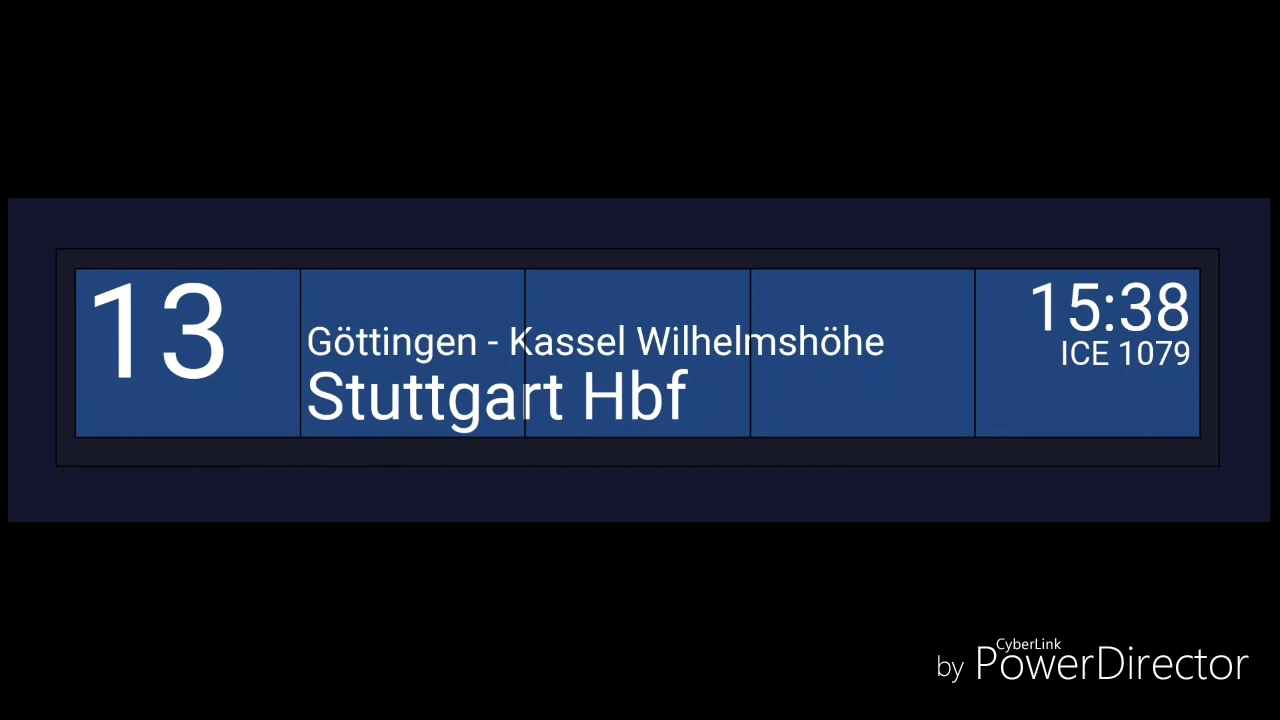 13
Göttingen - Kassel Wilhelmshöhe
Stuttgart Hbf
15:38
ICE 1079
CyberLink
by PowerDirector